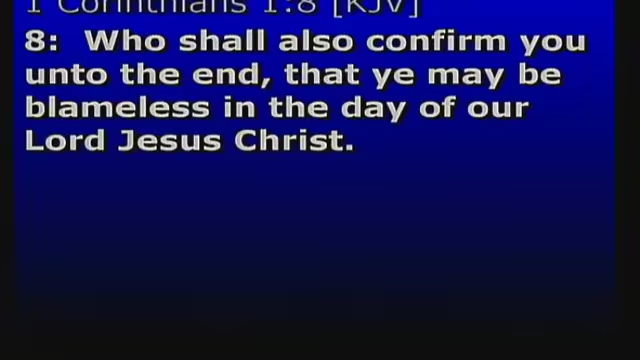 1 Corinthians 1:8 [KJV]
8: Who shall also confirm you
unto the end, that ye may be
blameless in the day of our
Lord Jesus Christ.